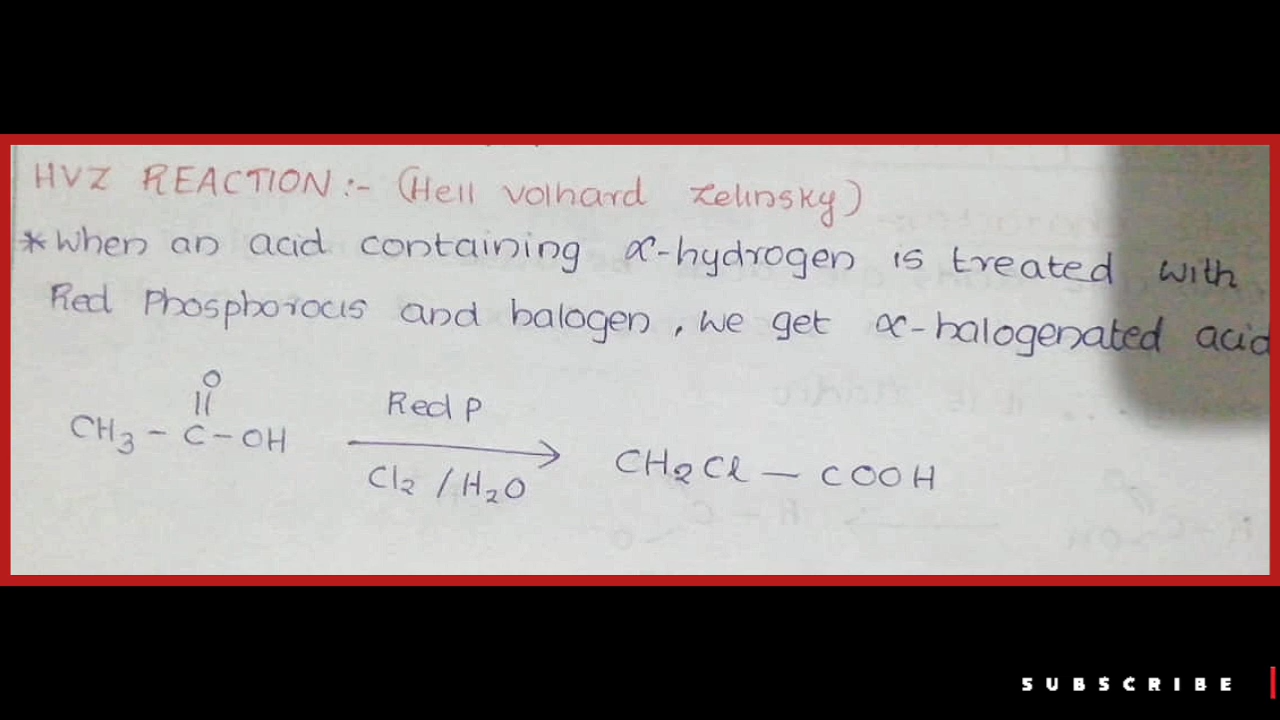 HVZ REACTION :- (Hell volhard Zelinsky)
* When an acid containing α-hydrogen is treated with
Red Phosphorous and halogen, we get α-halogenated acid
O
||
CH3 - C - OH
Red P
Cl2 / H2O
CH2Cl — COOH
SUBSCRIBE